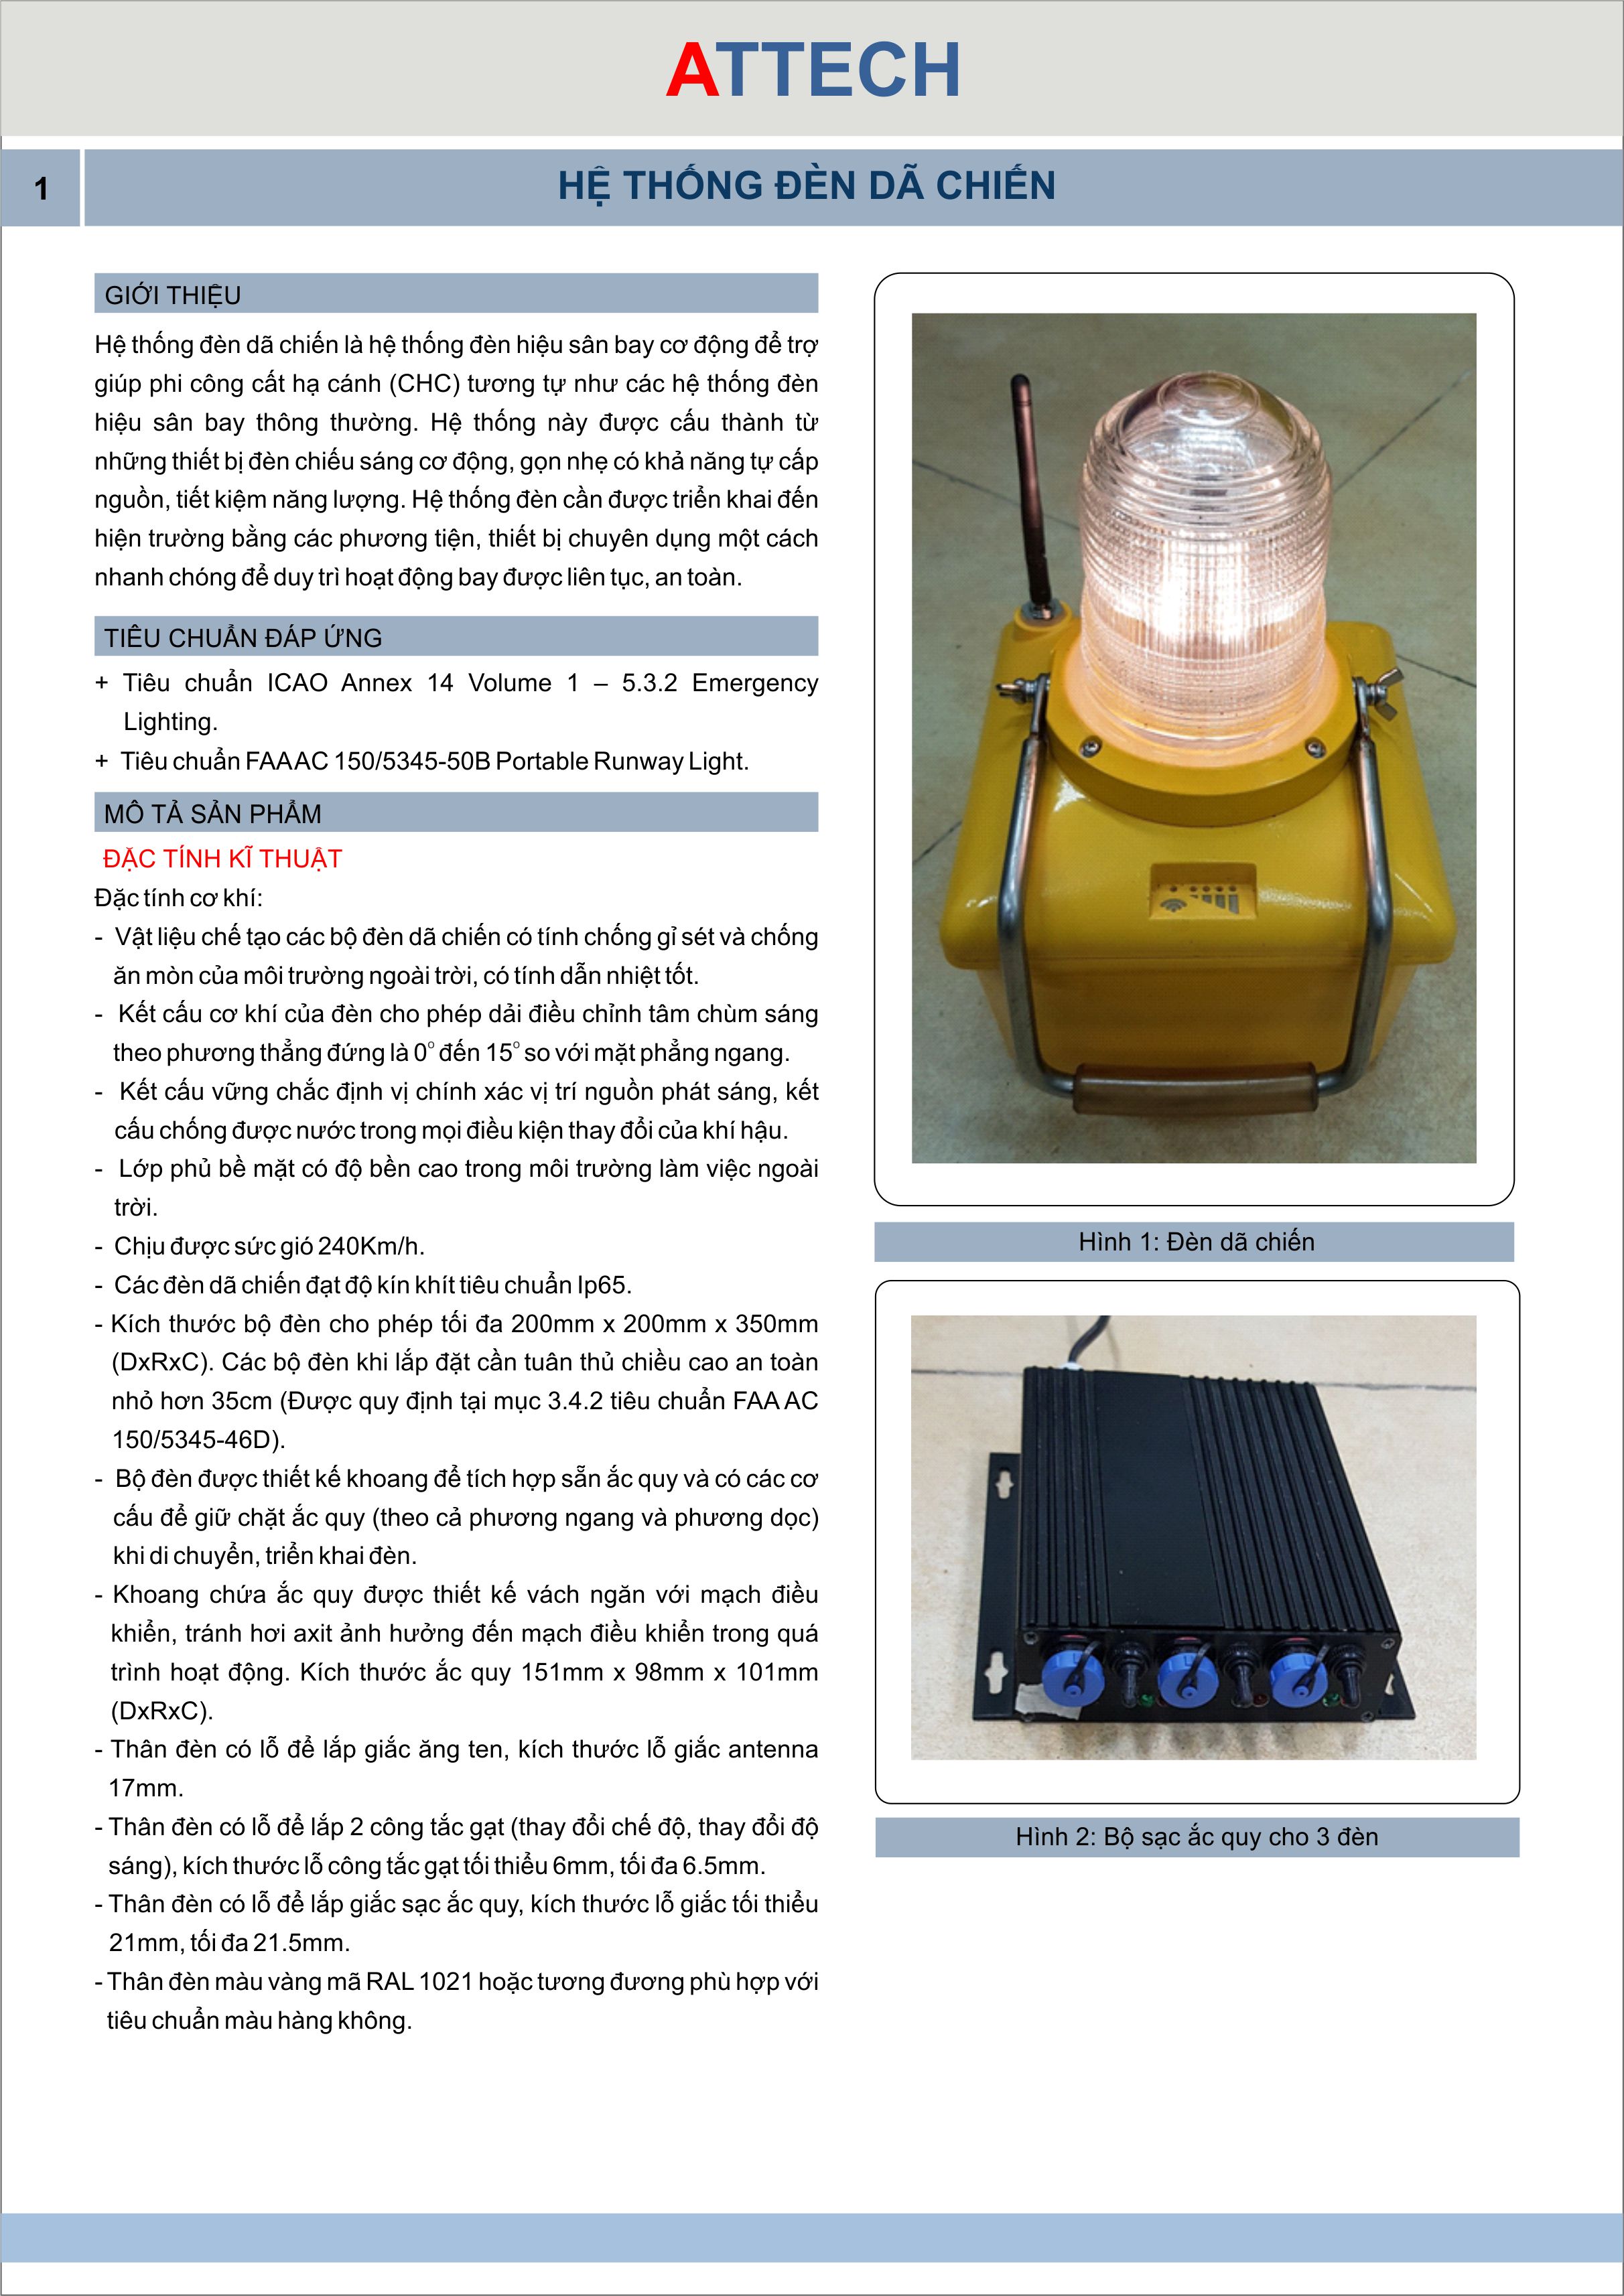 ATTECH
1
HỆ THỐNG ĐÈN DÃ CHIẾN
GIỚI THIỆU
Hệ thống đèn dã chiến là hệ thống đèn hiệu sân bay cơ động để trợ
giúp phi công cất hạ cánh (CHC) tương tự như các hệ thống đèn
hiệu sân bay thông thường. Hệ thống này được cấu thành từ
những thiết bị đèn chiếu sáng cơ động, gọn nhẹ có khả năng tự cấp
nguồn, tiết kiệm năng lượng. Hệ thống đèn cần được triển khai đến
hiện trường bằng các phương tiện, thiết bị chuyên dụng một cách
nhanh chóng để duy trì hoạt động bay được liên tục, an toàn.
TIÊU CHUẨN ĐÁP ỨNG
+ Tiêu chuẩn ICAO Annex 14 Volume 1 – 5.3.2 Emergency
Lighting.
+ Tiêu chuẩn FAA AC 150/5345-50B Portable Runway Light.
MÔ TẢ SẢN PHẨM
ĐẶC TÍNH KĨ THUẬT
Đặc tính cơ khí:
- Vật liệu chế tạo các bộ đèn dã chiến có tính chống gỉ sét và chống
ăn mòn của môi trường ngoài trời, có tính dẫn nhiệt tốt.
- Kết cấu cơ khí của đèn cho phép dải điều chỉnh tâm chùm sáng
theo phương thẳng đứng là 0° đến 15° so với mặt phẳng ngang.
- Kết cấu vững chắc định vị chính xác vị trí nguồn phát sáng, kết
cấu chống được nước trong mọi điều kiện thay đổi của khí hậu.
- Lớp phủ bề mặt có độ bền cao trong môi trường làm việc ngoài
trời.
- Chịu được sức gió 240Km/h.
- Các đèn dã chiến đạt độ kín khít tiêu chuẩn Ip65.
- Kích thước bộ đèn cho phép tối đa 200mm x 200mm x 350mm
(DxRxC). Các bộ đèn khi lắp đặt cần tuân thủ chiều cao an toàn
nhỏ hơn 35cm (Được quy định tại mục 3.4.2 tiêu chuẩn FAA AC
150/5345-46D).
- Bộ đèn được thiết kế khoang để tích hợp sẵn ắc quy và có các cơ
cấu để giữ chặt ắc quy (theo cả phương ngang và phương dọc)
khi di chuyển, triển khai đèn.
- Khoang chứa ắc quy được thiết kế vách ngăn với mạch điều
khiển, tránh hơi axit ảnh hưởng đến mạch điều khiển trong quá
trình hoạt động. Kích thước ắc quy 151mm x 98mm x 101mm
(DxRxC).
- Thân đèn có lỗ để lắp giắc ăng ten, kích thước lỗ giắc antenna
17mm.
- Thân đèn có lỗ để lắp 2 công tắc gạt (thay đổi chế độ, thay đổi độ
sáng), kích thước lỗ công tắc gạt tối thiểu 6mm, tối đa 6.5mm.
- Thân đèn có lỗ để lắp giắc sạc ắc quy, kích thước lỗ giắc tối thiểu
21mm, tối đa 21.5mm.
- Thân đèn màu vàng mã RAL 1021 hoặc tương đương phù hợp với
tiêu chuẩn màu hàng không.
Hình 1: Đèn dã chiến
Hình 2: Bộ sạc ắc quy cho 3 đèn